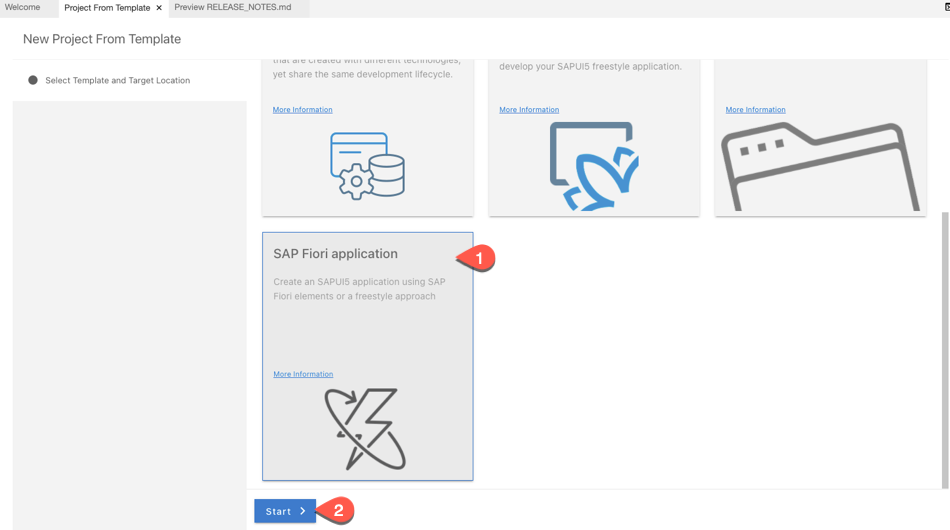 Welcome
Project From Template ×
Preview RELEASE_NOTES.md
New Project From Template
Select Template and Target Location
that are created with different technologies,
yet share the same development lifecycle.
More Information
develop your SAPUI5 freestyle application.
More Information
More Information
SAP Fiori application
1
Create an SAPUI5 application using SAP
Fiori elements or a freestyle approach
More Information
Start >
2